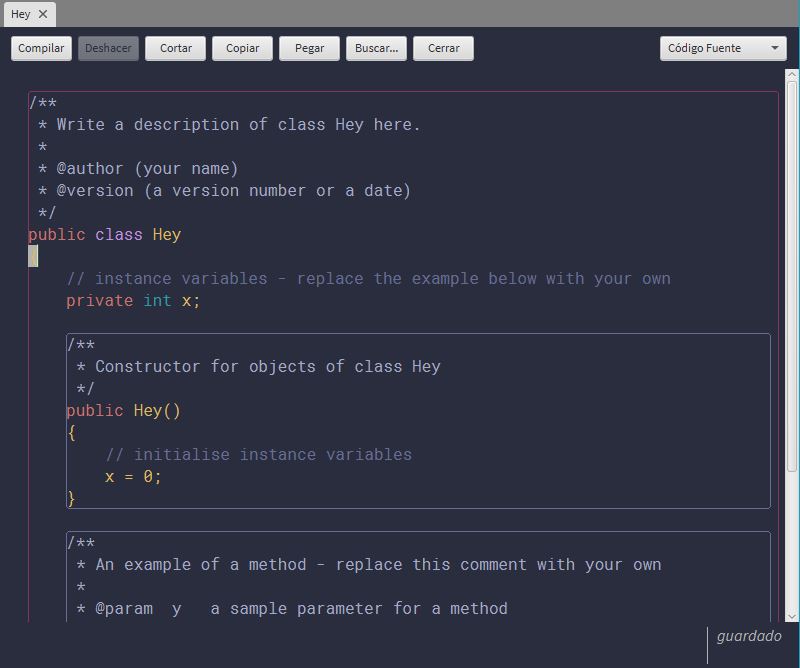 Hey
Compilar Deshacer Cortar Copiar Pegar Buscar... Cerrar Código Fuente
/**
 * Write a description of class Hey here.
 *
 * @author (your name)
 * @version (a version number or a date)
 */
public class Hey
{
    // instance variables - replace the example below with your own
    private int x;
    /**
     * Constructor for objects of class Hey
     */
    public Hey()
    {
        // initialise instance variables
        x = 0;
    }
    /**
     * An example of a method - replace this comment with your own
     *
     * @param  y   a sample parameter for a method
guardado